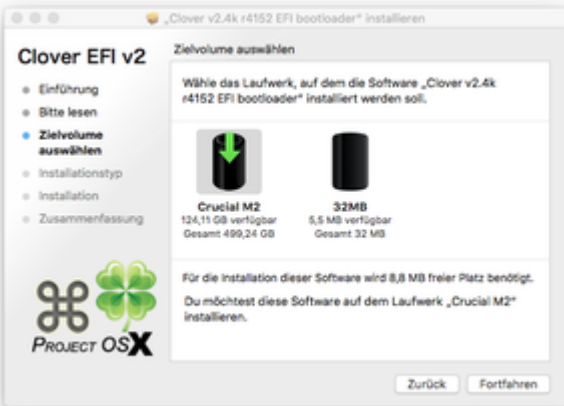 „Clover v2.4k r4152 EFI bootloader" installieren
Clover EFI v2
Einführung
Bitte lesen
Zielvolume
auswählen
Installationstyp
Installation
Zusammenfassung
PROJECT OSX
Zielvolume auswählen
Wähle das Laufwerk, auf dem die Software „Clover v2.4k
r4152 EFI bootloader" installiert werden soll.
Crucial M2
124,11 GB verfügbar
Gesamt 499,24 GB
32MB
5,5 MB verfügbar
Gesamt 32 MB
Für die Installation dieser Software wird 8,8 MB freier Platz benötigt.
Du möchtest diese Software auf dem Laufwerk „Crucial M2"
installieren.
Zurück
Fortfahren